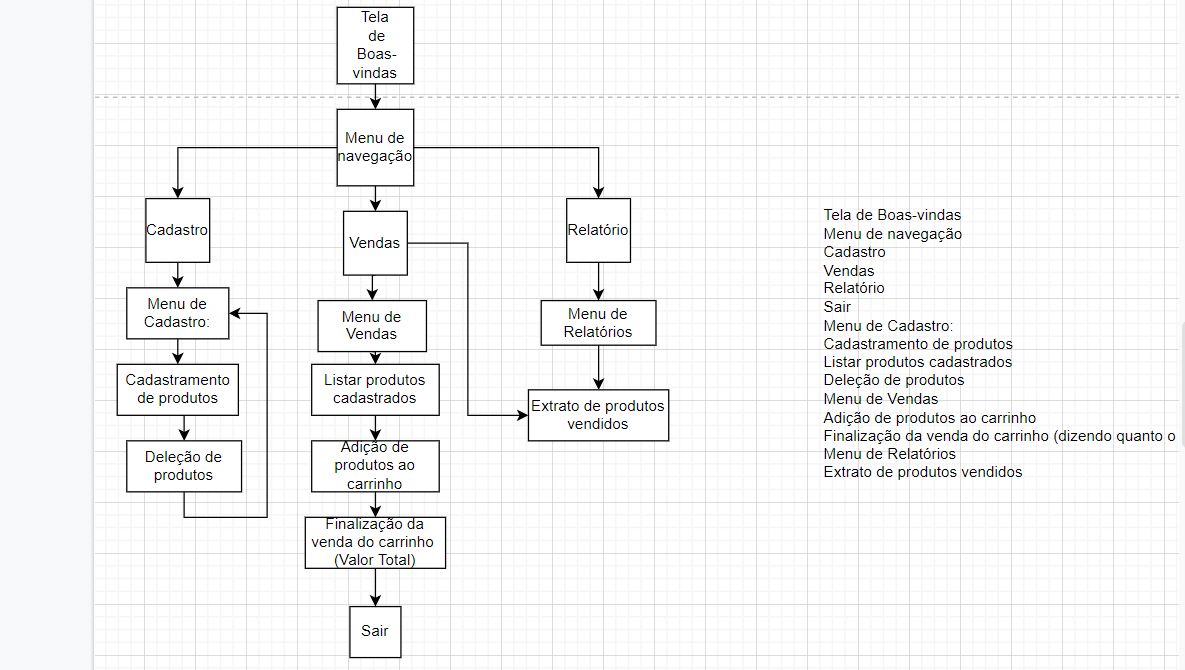 Tela
de
Boas-
vindas
Menu de
navegação
Cadastro
Vendas
Relatório
Menu de
Cadastro:
Menu de
Vendas
Menu de
Relatórios
Cadastramento
de produtos
Listar produtos
cadastrados
Extrato de produtos
vendidos
Deleção de
produtos
Adição de
produtos ao
carrinho
Finalização da
venda do carrinho
(Valor Total)
Sair
Tela de Boas-vindas
Menu de navegação
Cadastro
Vendas
Relatório
Sair
Menu de Cadastro:
Cadastramento de produtos
Listar produtos cadastrados
Deleção de produtos
Menu de Vendas
Adição de produtos ao carrinho
Finalização da venda do carrinho (dizendo quanto o
Menu de Relatórios
Extrato de produtos vendidos